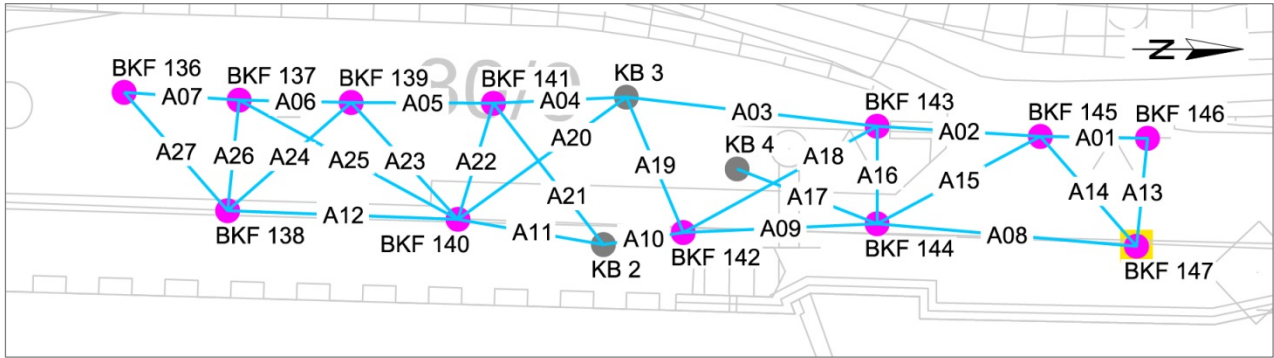 30/9
N
BKF 136
BKF 137
BKF 139
BKF 141
KB 3
BKF 143
BKF 145
BKF 146
A07
A06
A05
A04
A03
A02
A01
A27
A26
A24
A25
A23
A22
A20
A21
A19
KB 4
A18
A17
A16
A15
A14
A13
A12
A11
A10
A09
A08
BKF 138
BKF 140
KB 2
BKF 142
BKF 144
BKF 147